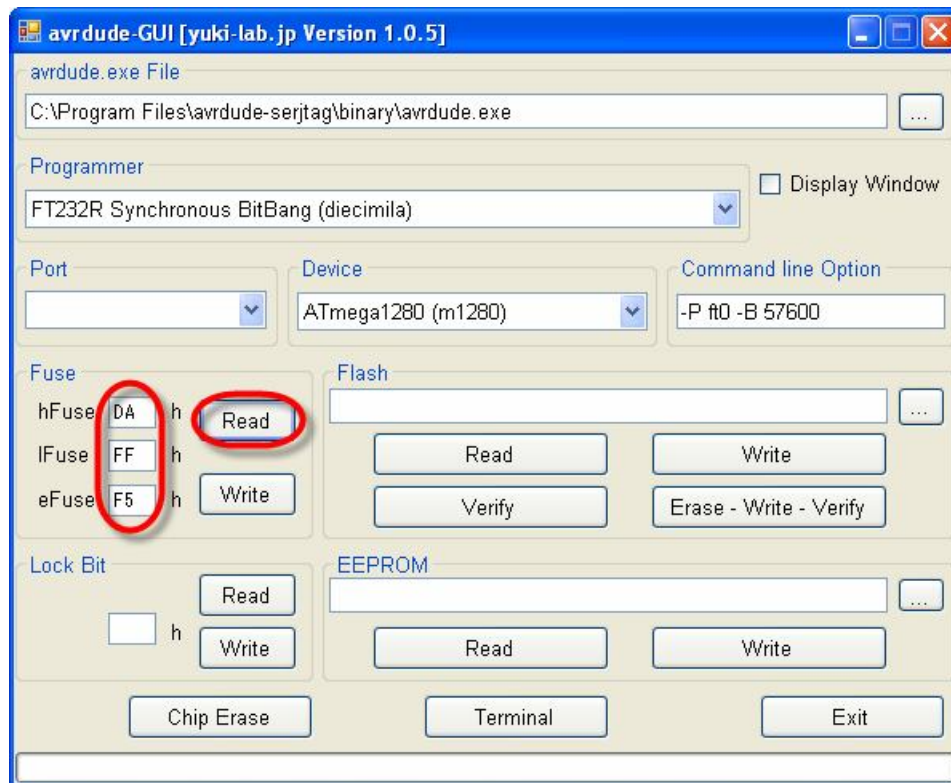 avrdude-GUI [yuki-lab.jp Version 1.0.5]
avrdude.exe File
C:\Program Files\avrdude-serjtag\binary\avrdude.exe ...
Programmer
Display Window
FT232R Synchronous BitBang (diecimila)
Port Device Command line Option
ATmega1280 (m1280) -P ft0 -B 57600
Fuse Flash
hFuse DA h Read ...
lFuse FF h Read Write
eFuse F5 h Write Verify Erase - Write - Verify
Lock Bit EEPROM
Read ...
h Write Read Write
Chip Erase Terminal Exit